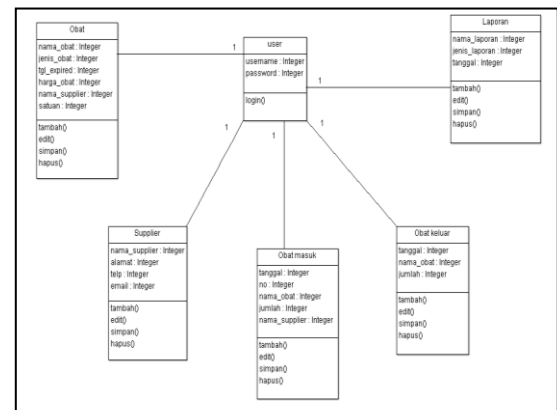 Obat
nama_obat : Integer
jenis_obat : Integer
tgl_expired : Integer
harga_obat : Integer
nama_supplier : Integer
satuan : Integer
tambah()
edit()
simpan()
hapus()
1
user
username : Integer
password : Integer
login()
1
Laporan
nama_laporan : Integer
jenis_laporan : Integer
tanggal : Integer
tambah()
edit()
simpan()
hapus()
1
1
1
Supplier
nama_supplier : Integer
alamat : Integer
telp : Integer
email : Integer
tambah()
edit()
simpan()
hapus()
Obat masuk
tanggal : Integer
no : Integer
nama_obat : Integer
jumlah : Integer
nama_supplier : Integer
tambah()
edit()
simpan()
hapus()
Obat keluar
tanggal : Integer
nama_obat : Integer
jumlah : Integer
tambah()
edit()
simpan()
hapus()